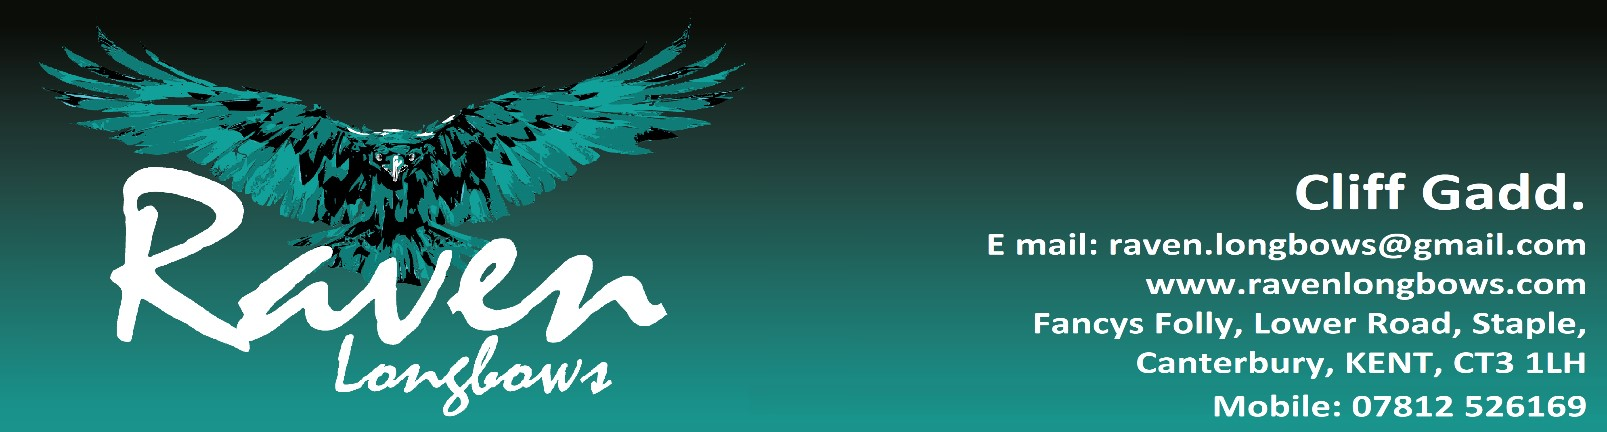 Raven
Longbows
Cliff Gadd.
E mail: raven.longbows@gmail.com
www.ravenlongbows.com
Fancys Folly, Lower Road, Staple,
Canterbury, KENT, CT3 1LH
Mobile: 07812 526169